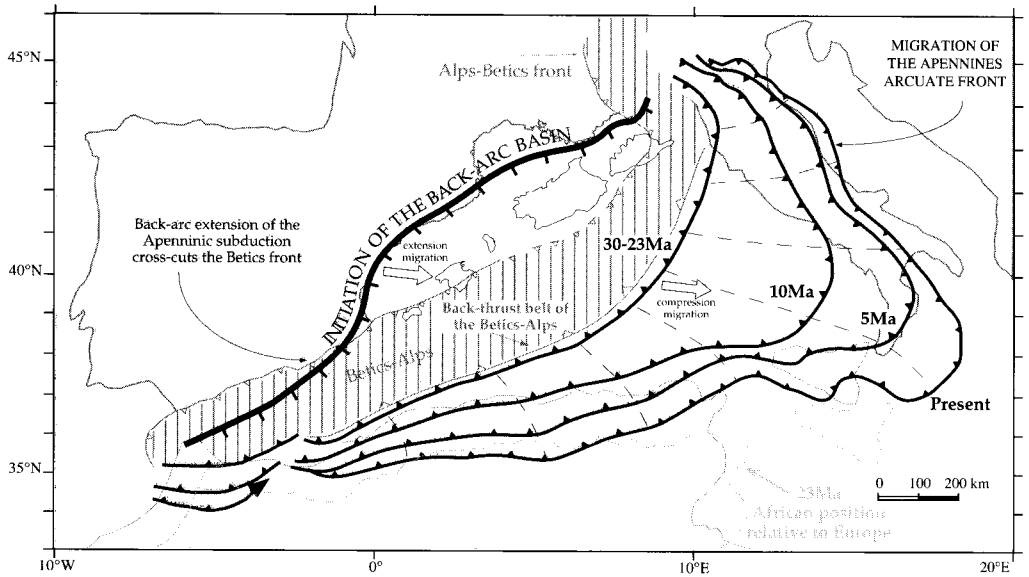 45°N
Alps-Betics front
MIGRATION OF
THE APENNINES
ARCUATE FRONT
INITIATION OF THE BACK-ARC BASIN
Back-arc extension of the
Apenninic subduction
cross-cuts the Betics front
extension
migration
30-23Ma
40°N
compression
migration
10Ma
Back-thrust belt of
the Betics-Alps
5Ma
Betics-Alps
Present
35°N
0 100 200 km
23Ma
African position
relative to Europe
10°W
0°
10°E
20°E